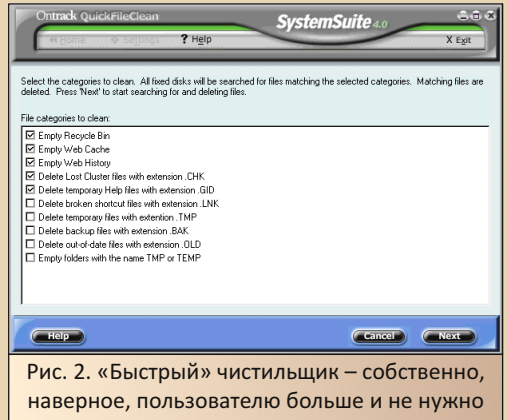 Ontrack QuickFileClean
SystemSuite 4.0
Home Settings ? Help X Exit
Select the categories to clean. All fixed disks will be searched for files matching the selected categories. Matching files are
deleted. Press 'Next' to start searching for and deleting files.
File categories to clean:
Empty Recycle Bin
Empty Web Cache
Empty Web History
Delete Lost Cluster files with extension .CHK
Delete temporary Help files with extension .GID
Delete broken shortcut files with extension .LNK
Delete temporary files with extention .TMP
Delete backup files with extension .BAK
Delete out-of-date files with extension .OLD
Empty folders with the name TMP or TEMP
Help Cancel Next
Рис. 2. «Быстрый» чистильщик – собственно,
наверное, пользователю больше и не нужно